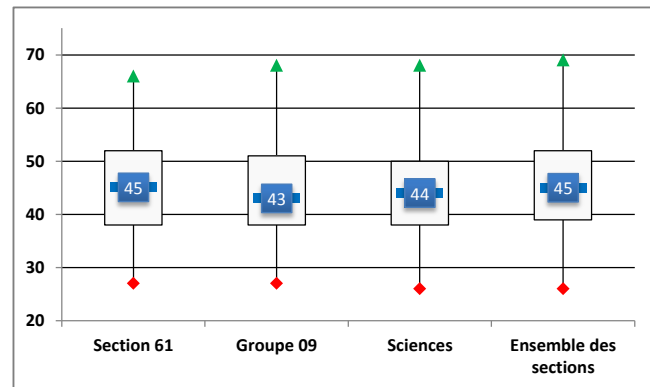 70
60
50
40
30
20
45
43
44
45
Section 61
Groupe 09
Sciences
Ensemble des
sections